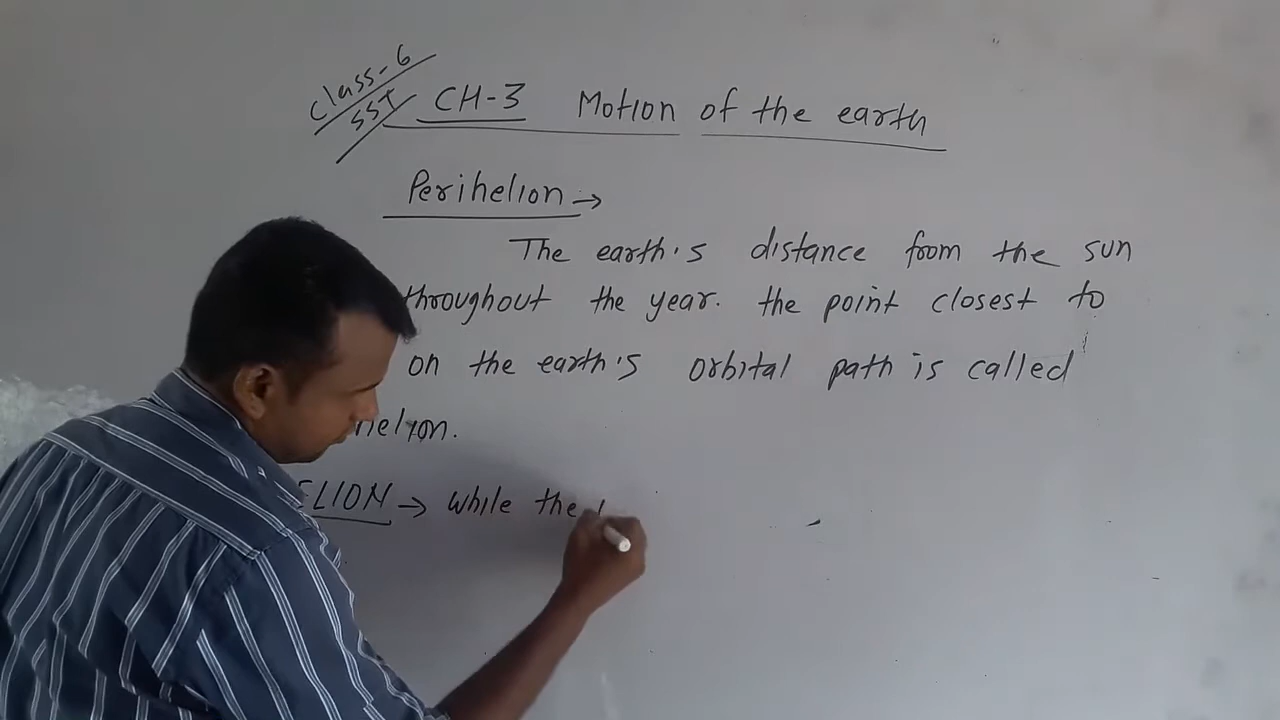 Class-6
SST
CH-3 Motion of the earth
Perihelion →
The earth's distance from the sun
throughout the year. the point closest to
on the earth's orbital path is called
helion.
ELION → While the